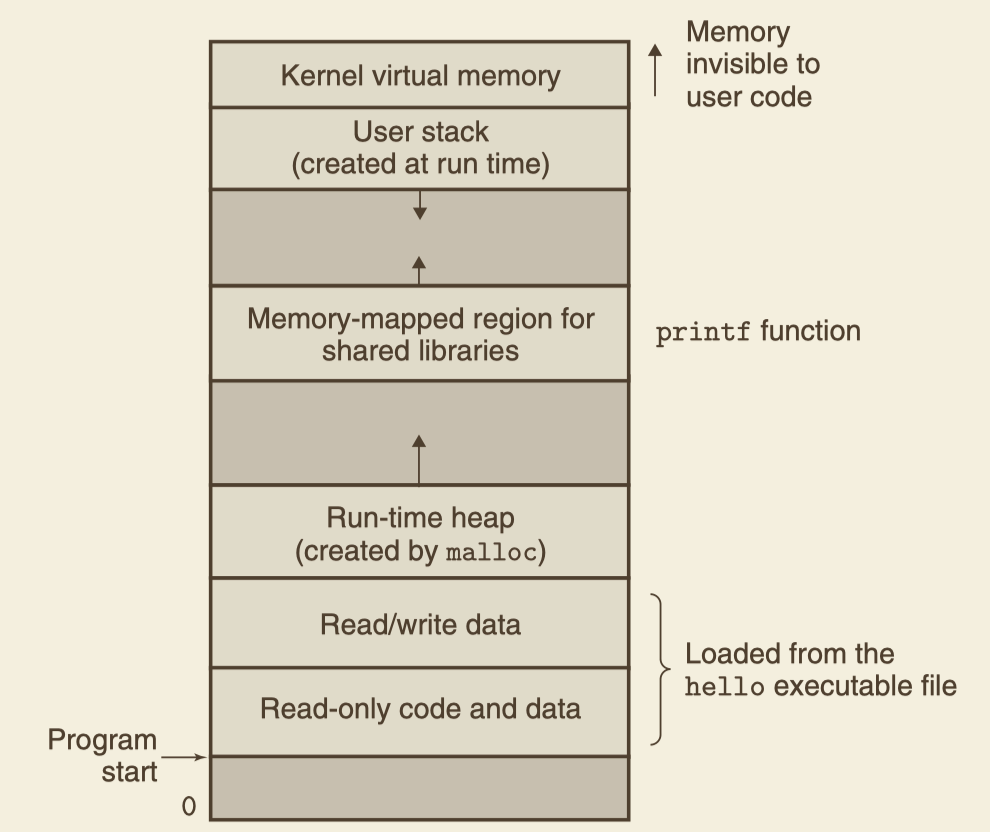 Memory
invisible to
user code
Kernel virtual memory
User stack
(created at run time)
Memory-mapped region for
shared libraries
printf function
Run-time heap
(created by malloc)
Read/write data
Loaded from the
hello executable file
Read-only code and data
Program
start
0